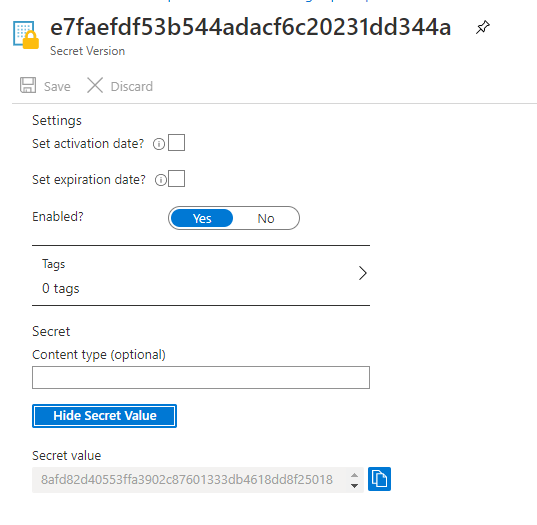 e7faefdf53b544adacf6c20231dd344a
Secret Version
Save Discard
Settings
Set activation date?
Set expiration date?
Enabled? Yes No
Tags
0 tags
Secret
Content type (optional)
Hide Secret Value
Secret value
8afd82d40553ffa3902c87601333db4618dd8f25018